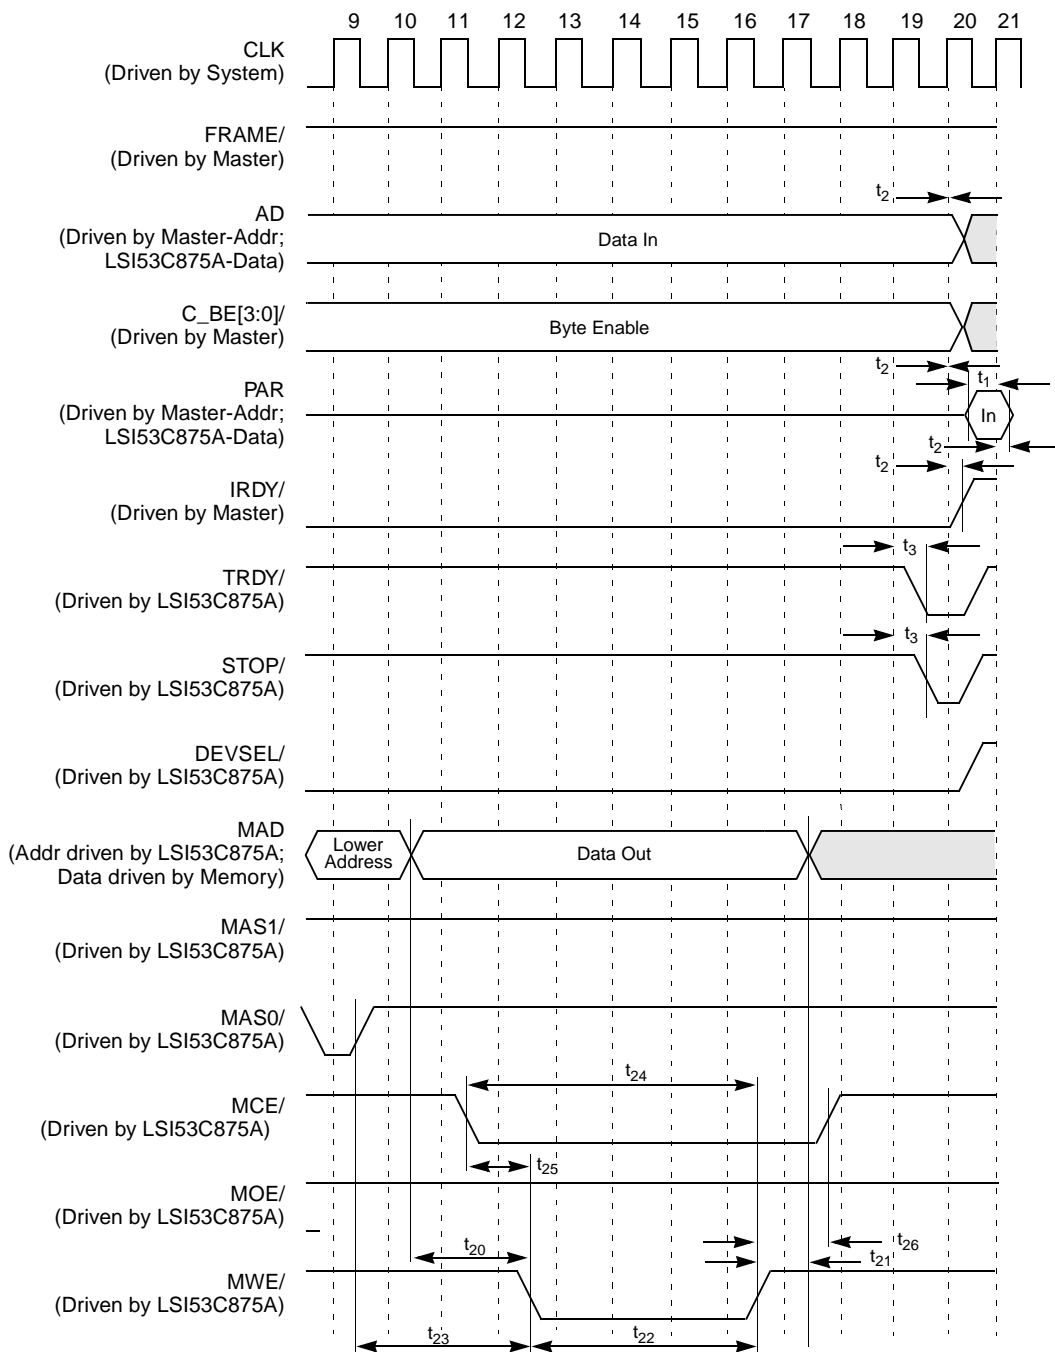 9 10 11 12 13 14 15 16 17 18 19 20 21
CLK
(Driven by System)
FRAME/
(Driven by Master)
t2
AD
(Driven by Master-Addr;
LSI53C875A-Data)
Data In
C_BE[3:0]/
(Driven by Master)
Byte Enable
t2
t1
PAR
(Driven by Master-Addr;
LSI53C875A-Data)
In
t2
t2
IRDY/
(Driven by Master)
t3
TRDY/
(Driven by LSI53C875A)
t3
STOP/
(Driven by LSI53C875A)
DEVSEL/
(Driven by LSI53C875A)
MAD
(Addr driven by LSI53C875A;
Data driven by Memory)
Lower
Address
Data Out
MAS1/
(Driven by LSI53C875A)
MAS0/
(Driven by LSI53C875A)
t24
MCE/
(Driven by LSI53C875A)
t25
MOE/
(Driven by LSI53C875A)
t26
t20
t21
MWE/
(Driven by LSI53C875A)
t23
t22